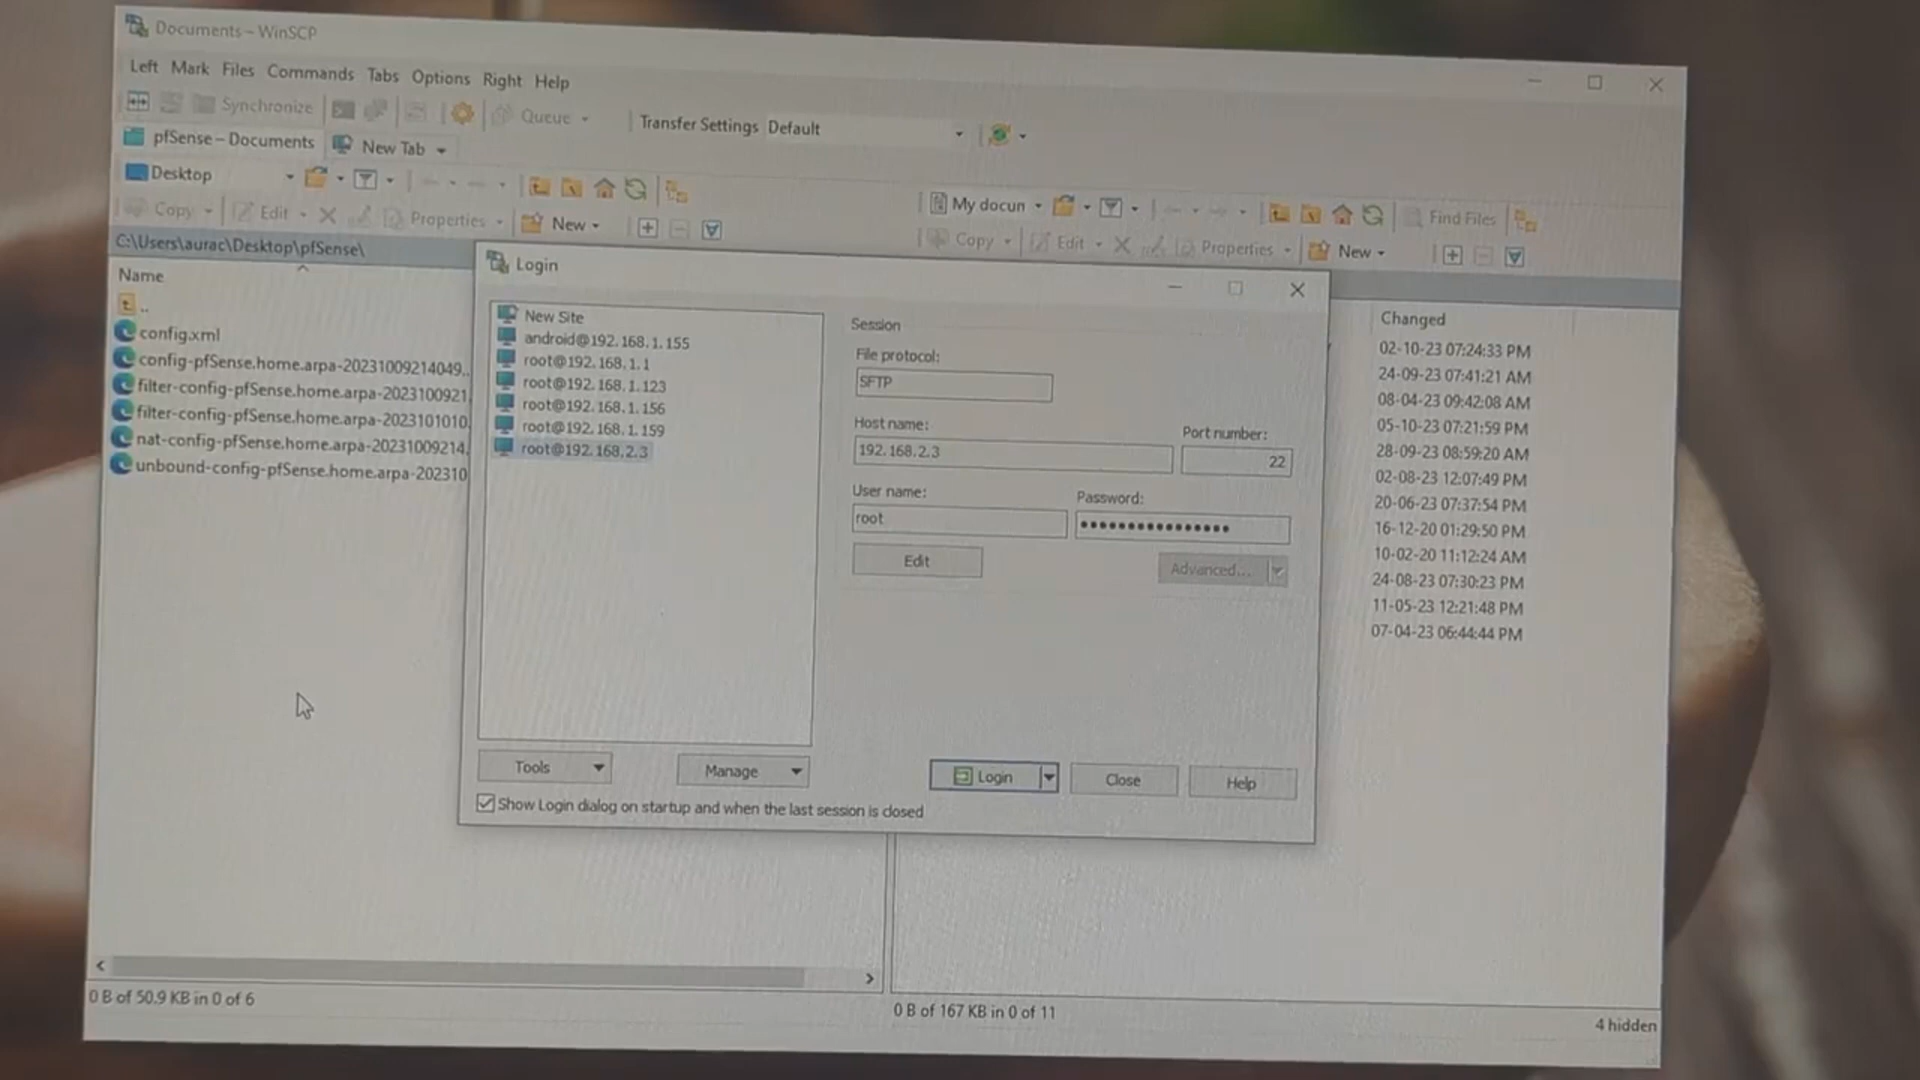 Documents – WinSCP
Left Mark Files Commands Tabs Options Right Help
Synchronize Queue Transfer Settings Default
pfSense – Documents New Tab
Desktop
My docun Find Files
Copy Edit Properties New
Copy Edit Properties New
C:\Users\aurac\Desktop\pfSense\
Name
..
config.xml
config-pfSense.home.arpa-20231009214049..
filter-config-pfSense.home.arpa-2023100921
filter-config-pfSense.home.arpa-2023101010.
nat-config-pfSense.home.arpa-20231009214.
unbound-config-pfSense.home.arpa-202310
Login
New Site
android@192.168.1.155
root@192.168.1.1
root@192.168.1.123
root@192.168.1.156
root@192.168.1.159
root@192.168.2.3
Session
File protocol:
SFTP
Host name:
Port number:
192.168.2.3
22
User name:
Password:
root
••••••••••••••••
Edit
Advanced...
Tools
Manage
Login
Close
Help
Show Login dialog on startup and when the last session is closed
Changed
02-10-23 07:24:33 PM
24-09-23 07:41:21 AM
08-04-23 09:42:08 AM
05-10-23 07:21:59 PM
28-09-23 08:59:20 AM
02-08-23 12:07:49 PM
20-06-23 07:37:54 PM
16-12-20 01:29:50 PM
10-02-20 11:12:24 AM
24-08-23 07:30:23 PM
11-05-23 12:21:48 PM
07-04-23 06:44:44 PM
0 B of 50.9 KB in 0 of 6
0 B of 167 KB in 0 of 11
4 hidden